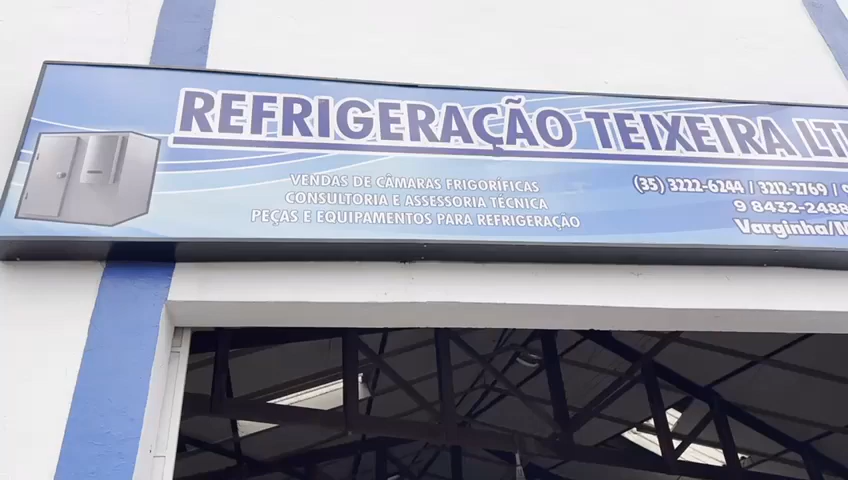 REFRIGERAÇÃO TEIXEIRA
VENDAS DE CÂMARAS FRIGORÍFICAS
CONSULTORIA E ASSESSORIA TÉCNICA
PEÇAS E EQUIPAMENTOS PARA REFRIGERAÇÃO
(35) 3222-6244 / 3212-2769 /
9 8432-2488
Varginha/